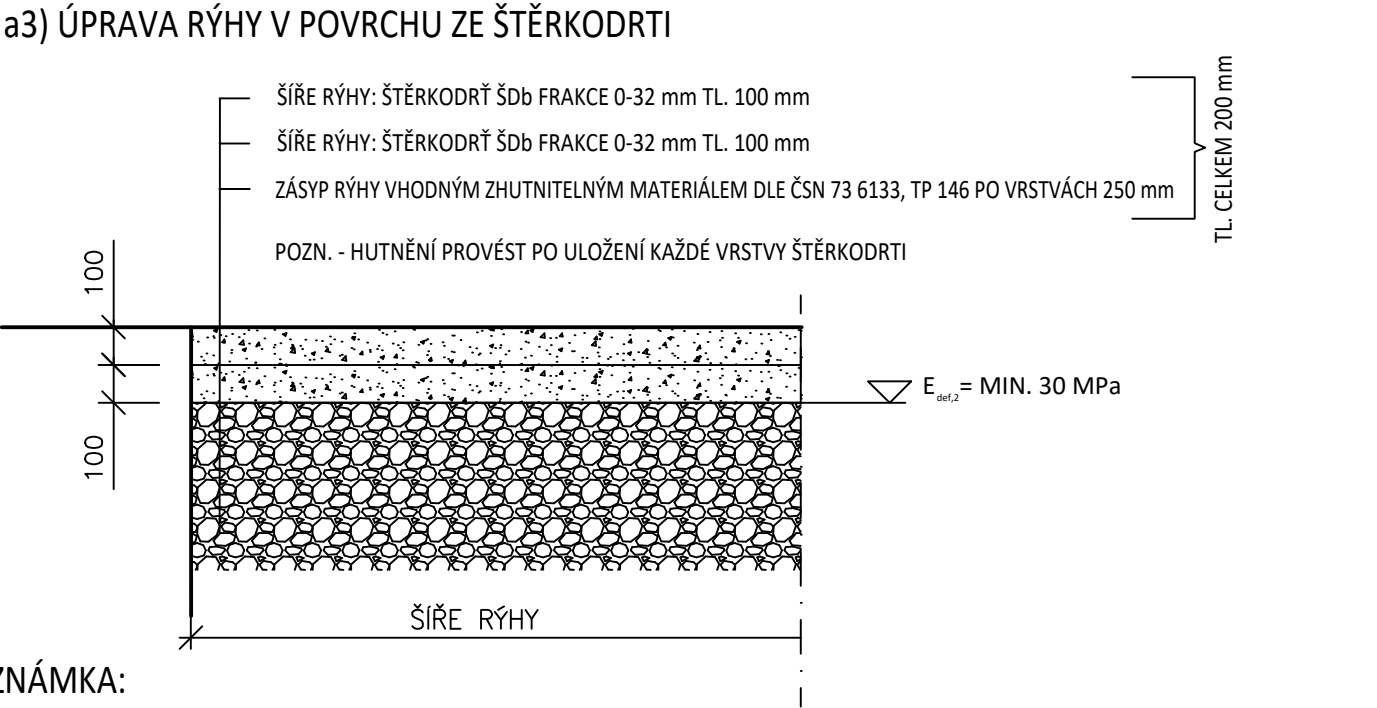 a3) ÚPRAVA RÝHY V POVRCHU ZE ŠTĚRKODRTI
ŠÍŘE RÝHY: ŠTĚRKODRŤ ŠDb FRAKCE 0-32 mm TL. 100 mm
ŠÍŘE RÝHY: ŠTĚRKODRŤ ŠDb FRAKCE 0-32 mm TL. 100 mm
ZÁSYP RÝHY VHODNÝM ZHUTNITELNÝM MATERIÁLEM DLE ČSN 73 6133, TP 146 PO VRSTVÁCH 250 mm
TL. CELKEM 200 mm
POZN. - HUTNĚNÍ PROVÉST PO ULOŽENÍ KAŽDÉ VRSTVY ŠTĚRKODRTI
100
100
E def,2 = MIN. 30 MPa
ŠÍŘE RÝHY
ZNÁMKA: